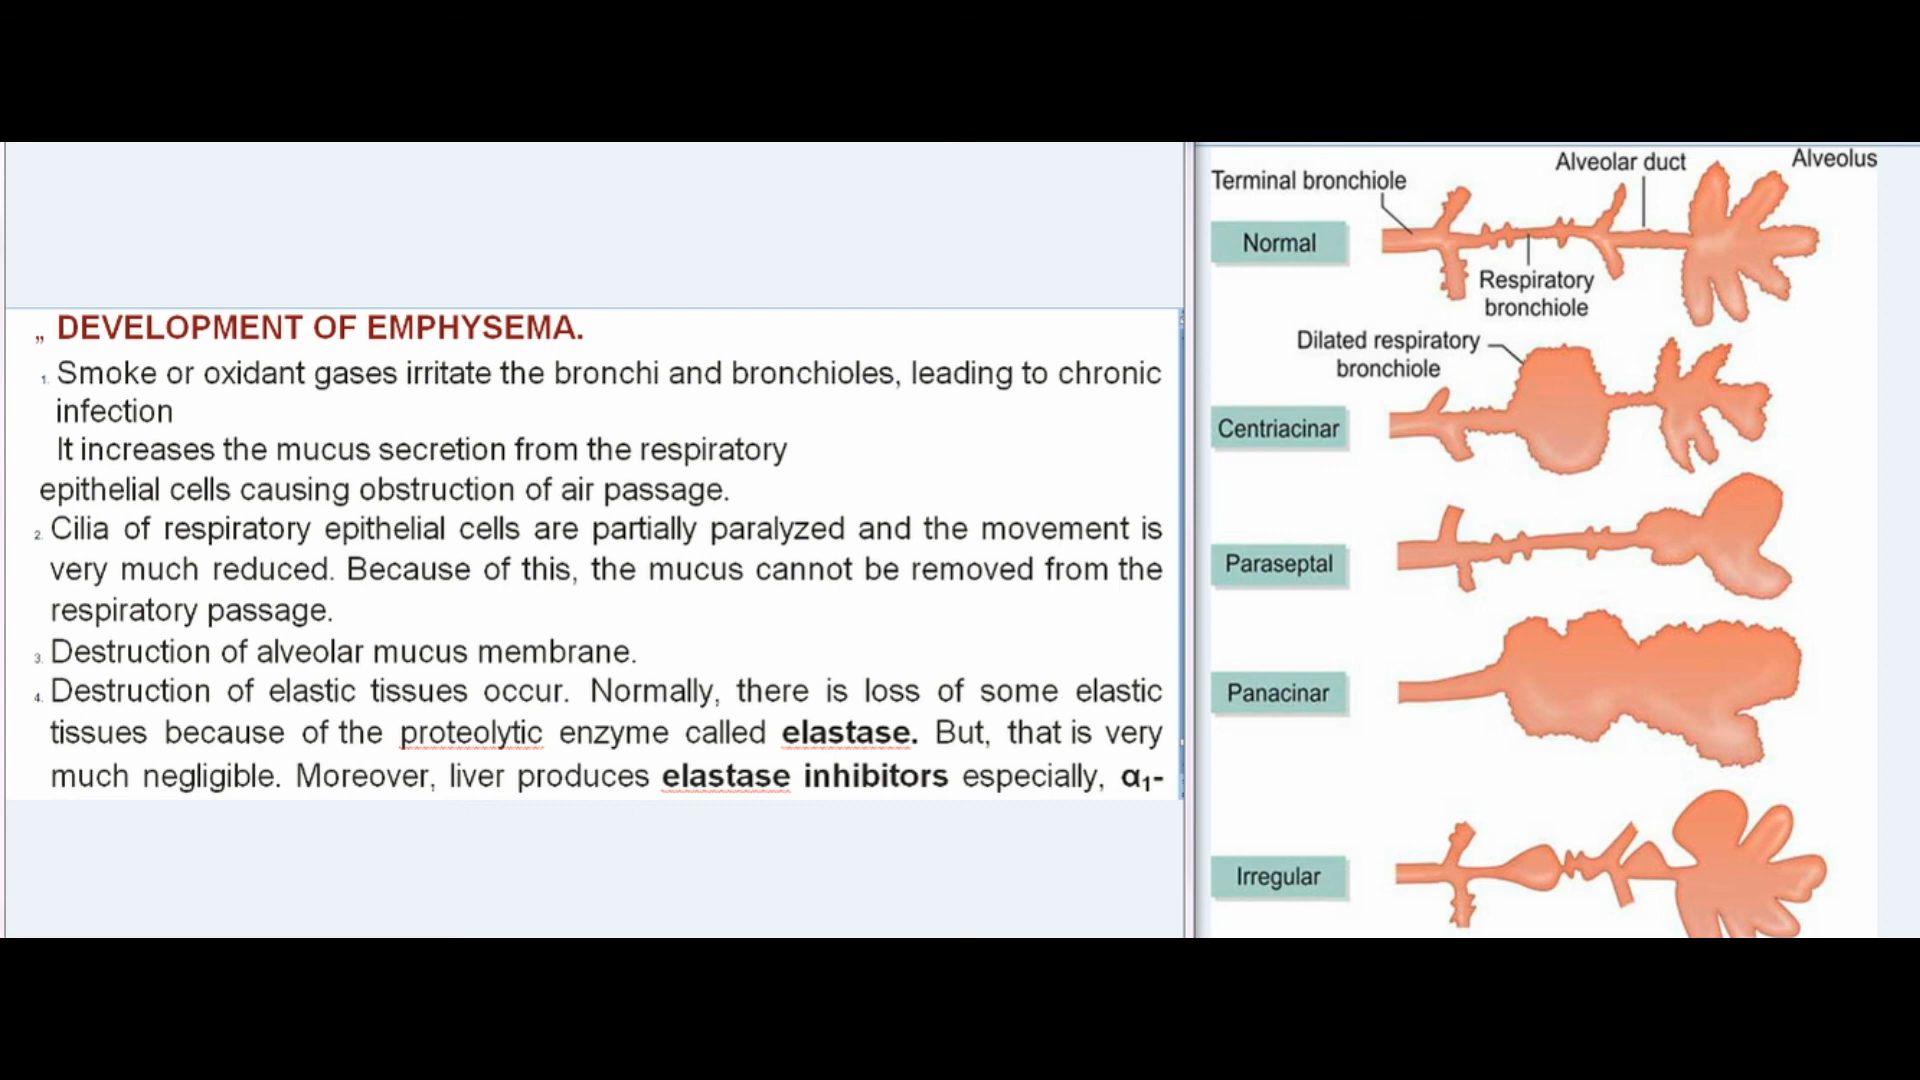 „ DEVELOPMENT OF EMPHYSEMA.
1. Smoke or oxidant gases irritate the bronchi and bronchioles, leading to chronic
infection
It increases the mucus secretion from the respiratory
epithelial cells causing obstruction of air passage.
2. Cilia of respiratory epithelial cells are partially paralyzed and the movement is
very much reduced. Because of this, the mucus cannot be removed from the
respiratory passage.
3. Destruction of alveolar mucus membrane.
4. Destruction of elastic tissues occur. Normally, there is loss of some elastic
tissues because of the proteolytic enzyme called elastase. But, that is very
much negligible. Moreover, liver produces elastase inhibitors especially, α₁-
Alveolar duct
Alveolus
Terminal bronchiole
Normal
Respiratory
bronchiole
Dilated respiratory
bronchiole
Centriacinar
Paraseptal
Panacinar
Irregular